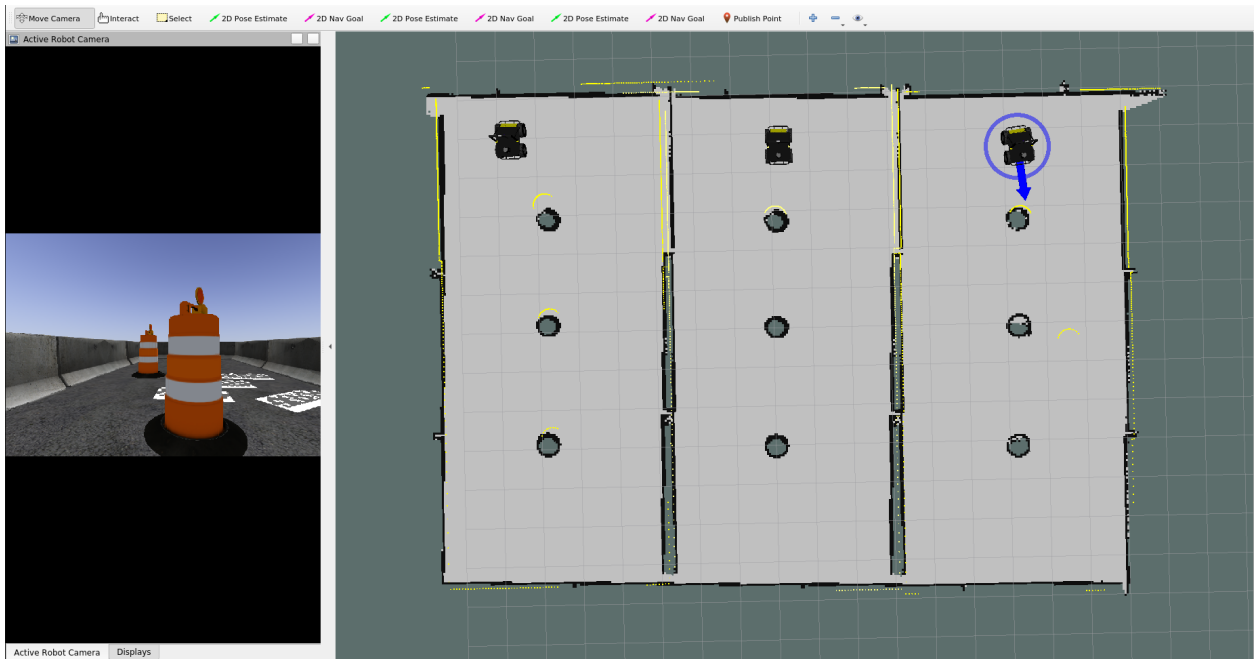 Move Camera Interact Select 2D Pose Estimate 2D Nav Goal 2D Pose Estimate 2D Nav Goal 2D Pose Estimate 2D Nav Goal Publish Point
Active Robot Camera
Active Robot Camera Displays